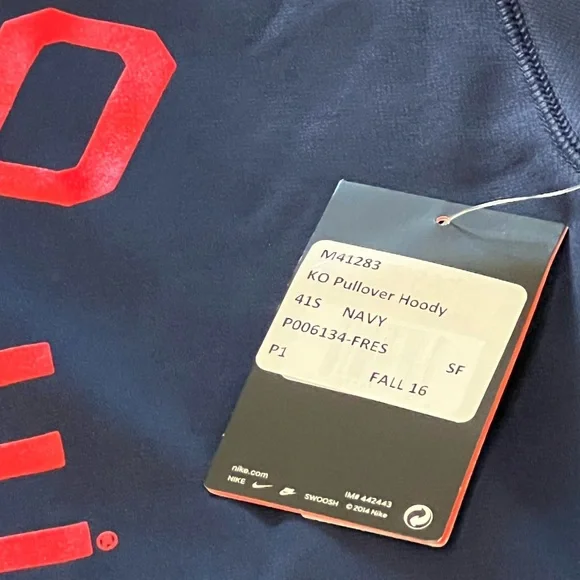 O
®
M41283
KO Pullover Hoody
41S NAVY
P006134-FRES
P1 SF
FALL 16
nike.com
NIKE SWOOSH IM# 442443
© 2014 Nike